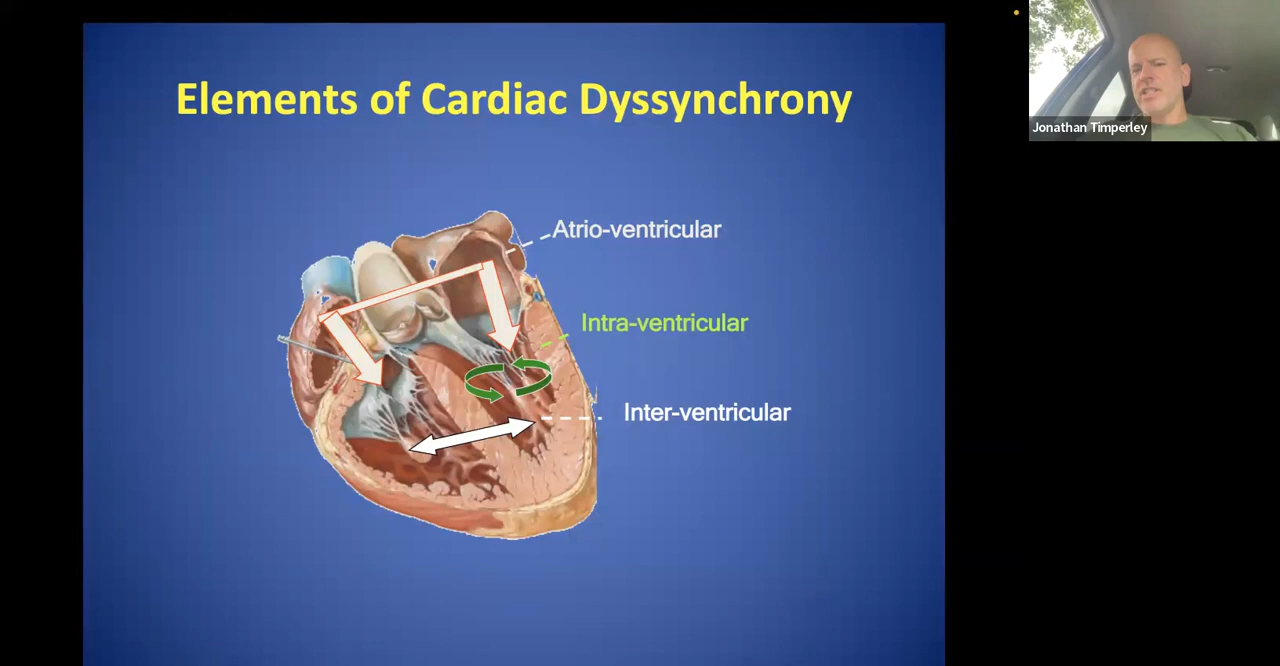 Elements of Cardiac Dyssynchrony
Jonathan Timperley
Atrio-ventricular
Intra-ventricular
Inter-ventricular